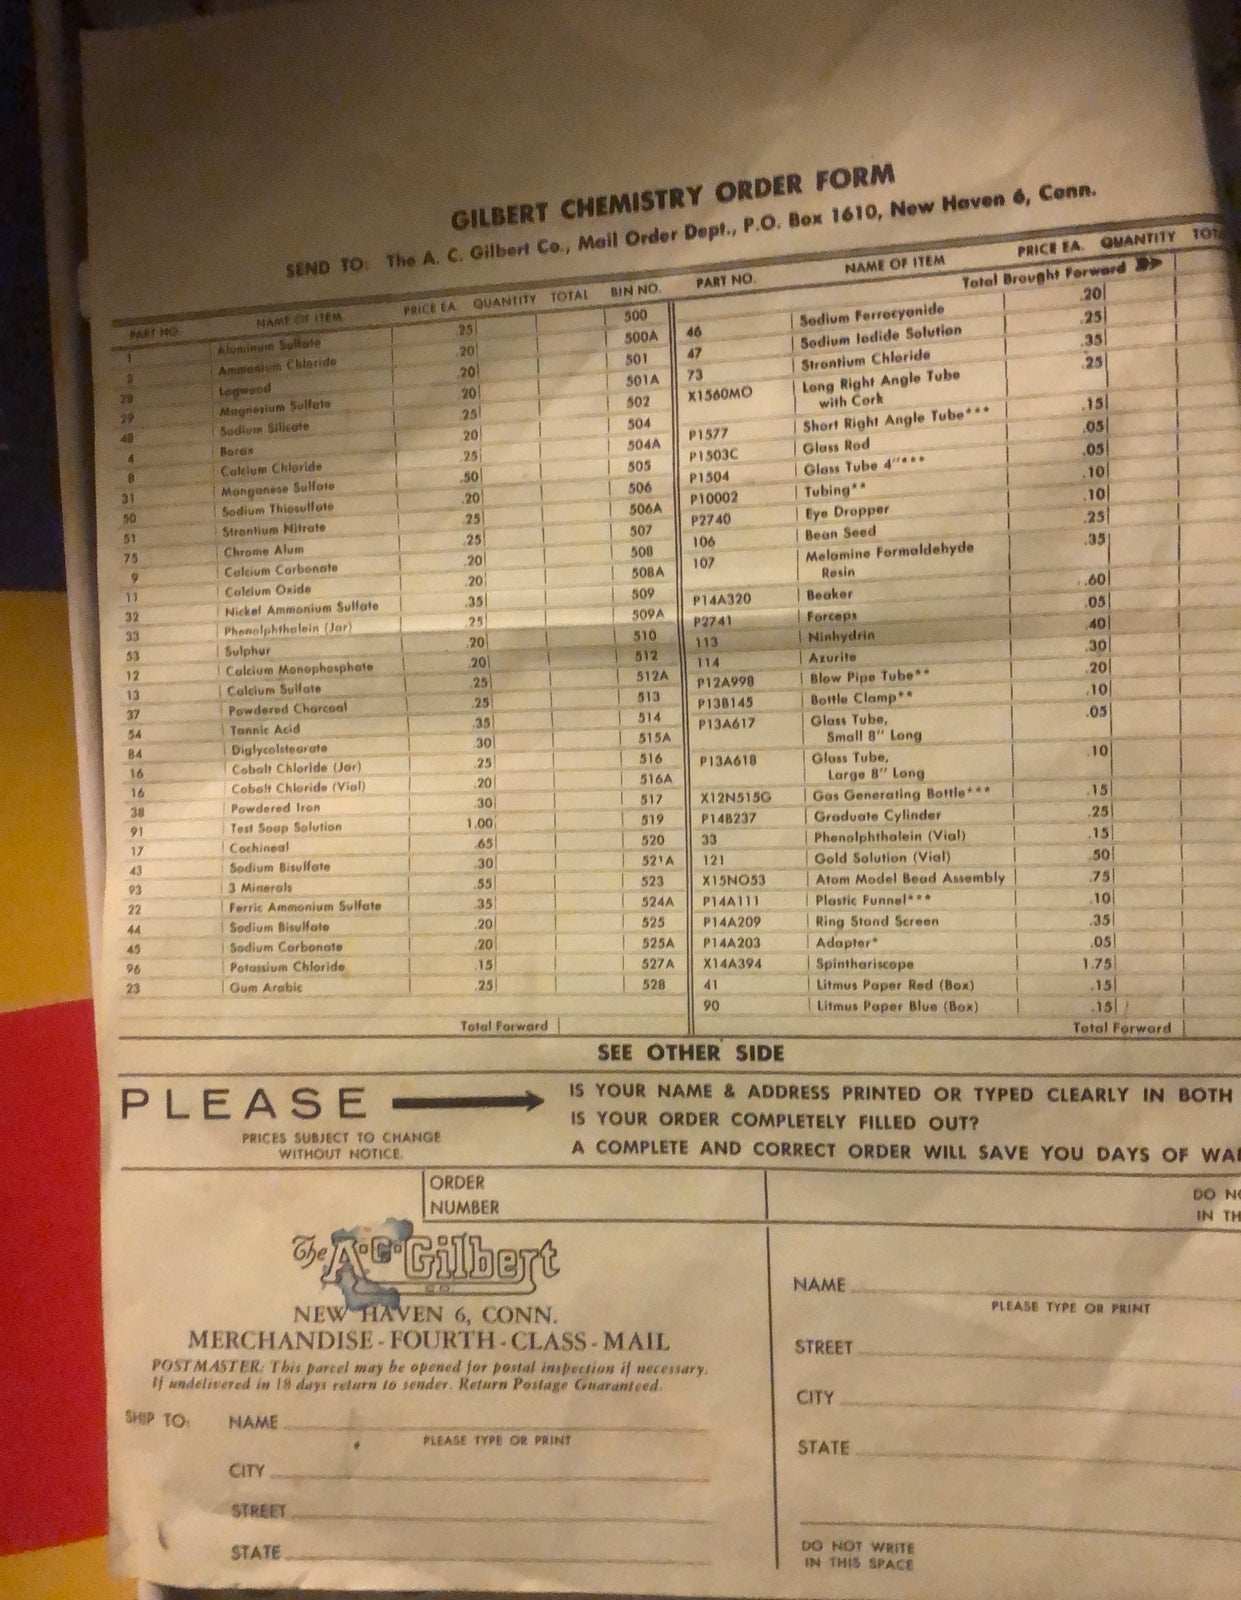 GILBERT CHEMISTRY ORDER FORM
SEND TO: The A. C. Gilbert Co., Mail Order Dept., P.O. Box 1610, New Haven 6, Conn.
PART NO. NAME OF ITEM PRICE EA. QUANTITY TOTAL BIN NO.
1 Aluminum Sulfate .25 500
2 Ammonium Chloride .20 500A
28 Logwood .20 501
29 Magnesium Sulfate .20 501A
48 Sodium Silicate .25 502
4 Borax .20 504
8 Calcium Chloride .25 504A
31 Manganese Sulfate .50 505
50 Sodium Thiosulfate .20 506
51 Strontium Nitrate .25 506A
75 Chrome Alum .25 507
9 Calcium Carbonate .20 508
11 Calcium Oxide .20 508A
32 Nickel Ammonium Sulfate .35 509
33 Phenolphthalein (Jar) .25 509A
53 Sulphur .20 510
12 Calcium Monophosphate .20 512
13 Calcium Sulfate .25 512A
37 Powdered Charcoal .25 513
54 Tannic Acid .35 514
84 Diglycolstearate .30 515A
16 Cobalt Chloride (Jar) .25 516
16 Cobalt Chloride (Vial) .20 516A
38 Powdered Iron .30 517
91 Test Soap Solution 1.00 519
17 Cochineal .65 520
43 Sodium Bisulfate .30 521A
93 3 Minerals .55 523
22 Ferric Ammonium Sulfate .35 524A
44 Sodium Bisulfate .20 525
45 Sodium Carbonate .20 525A
96 Potassium Chloride .15 527A
23 Gum Arabic .25 528
Total Forward
PART NO. NAME OF ITEM PRICE EA. QUANTITY
Total Brought Forward
46 Sodium Ferrocyanide .20
47 Sodium Iodide Solution .25
73 Strontium Chloride .35
X1560MO Long Right Angle Tube .25
with Cork
P1577 Short Right Angle Tube*** .15
P1503C Glass Rod .05
P1504 Glass Tube 4"*** .05
P10002 Tubing** .10
P2740 Eye Dropper .10
106 Bean Seed .25
107 Melamine Formaldehyde .35
Resin
P14A320 Beaker .60
P2741 Forceps .05
113 Ninhydrin .40
114 Azurite .30
P12A998 Blow Pipe Tube** .20
P13B145 Bottle Clamp** .10
P13A617 Glass Tube, .05
Small 8" Long
P13A618 Glass Tube, .10
Large 8" Long
X12N515G Gas Generating Bottle*** .15
P14B237 Graduate Cylinder .25
33 Phenolphthalein (Vial) .15
121 Gold Solution (Vial) .50
X15NO53 Atom Model Bead Assembly .75
P14A111 Plastic Funnel*** .10
P14A209 Ring Stand Screen .35
P14A203 Adapter* .05
X14A394 Spinthariscope 1.75
41 Litmus Paper Red (Box) .15
90 Litmus Paper Blue (Box) .15
Total Forward
SEE OTHER SIDE
PLEASE
PRICES SUBJECT TO CHANGE
WITHOUT NOTICE.
IS YOUR NAME & ADDRESS PRINTED OR TYPED CLEARLY IN BOTH
IS YOUR ORDER COMPLETELY FILLED OUT?
A COMPLETE AND CORRECT ORDER WILL SAVE YOU DAYS OF
ORDER
NUMBER
DO
IN
The A·C·Gilbert
NEW HAVEN 6, CONN.
MERCHANDISE - FOURTH - CLASS - MAIL
POSTMASTER: This parcel may be opened for postal inspection if necessary.
If undelivered in 18 days return to sender. Return Postage Guaranteed.
SHIP TO: NAME
PLEASE TYPE OR PRINT
CITY
STREET
STATE
NAME
PLEASE TYPE OR PRINT
STREET
CITY
STATE
DO NOT WRITE
IN THIS SPACE